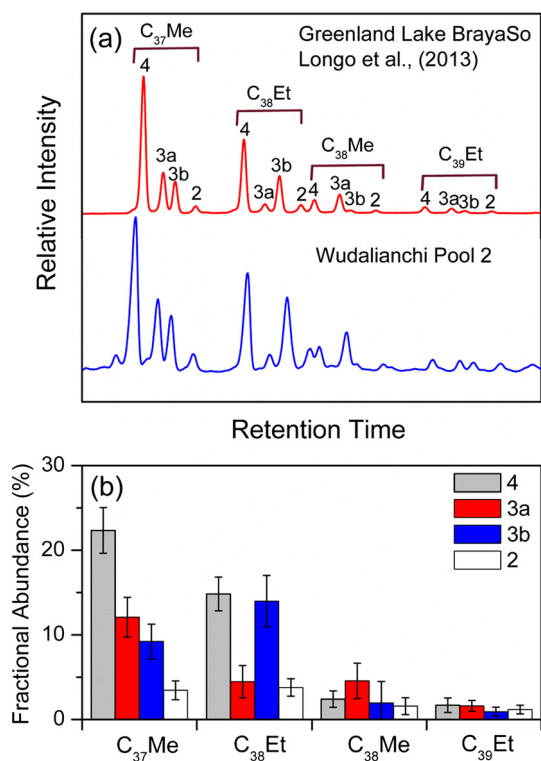 (a)
C37Me
Greenland Lake BrayaSo
Longo et al., (2013)
4
3a
3b
2
C38Et
4
3a
3b
2
C38Me
4
3a
3b
2
C39Et
4
3a
3b
2
Wudalianchi Pool 2
Relative Intensity
Retention Time
(b)
Fractional Abundance (%)
30
20
10
0
4
3a
3b
2
C37Me
C38Et
C38Me
C39Et